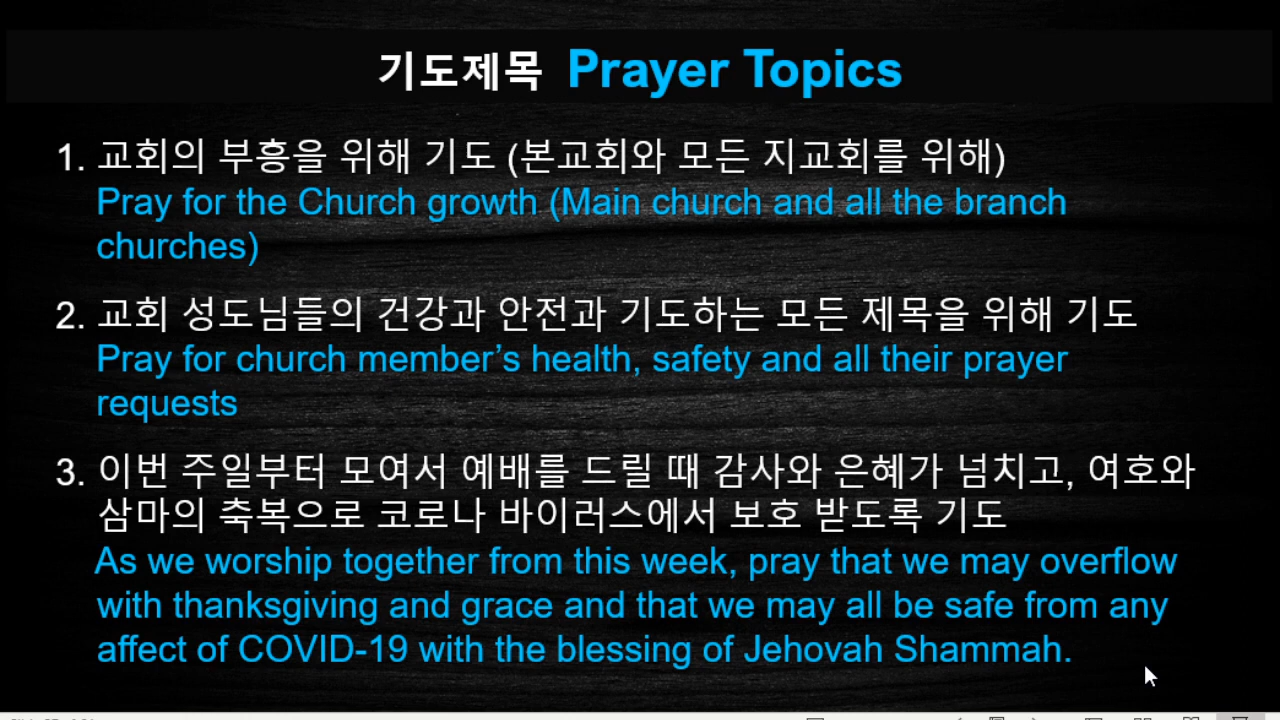 기도제목 Prayer Topics
1. 교회의 부흥을 위해 기도 (본교회와 모든 지교회를 위해)
Pray for the Church growth (Main church and all the branch
churches)
2. 교회 성도님들의 건강과 안전과 기도하는 모든 제목을 위해 기도
Pray for church member’s health, safety and all their prayer
requests
3. 이번 주일부터 모여서 예배를 드릴 때 감사와 은혜가 넘치고, 여호와
삼마의 축복으로 코로나 바이러스에서 보호 받도록 기도
As we worship together from this week, pray that we may overflow
with thanksgiving and grace and that we may all be safe from any
affect of COVID-19 with the blessing of Jehovah Shammah.